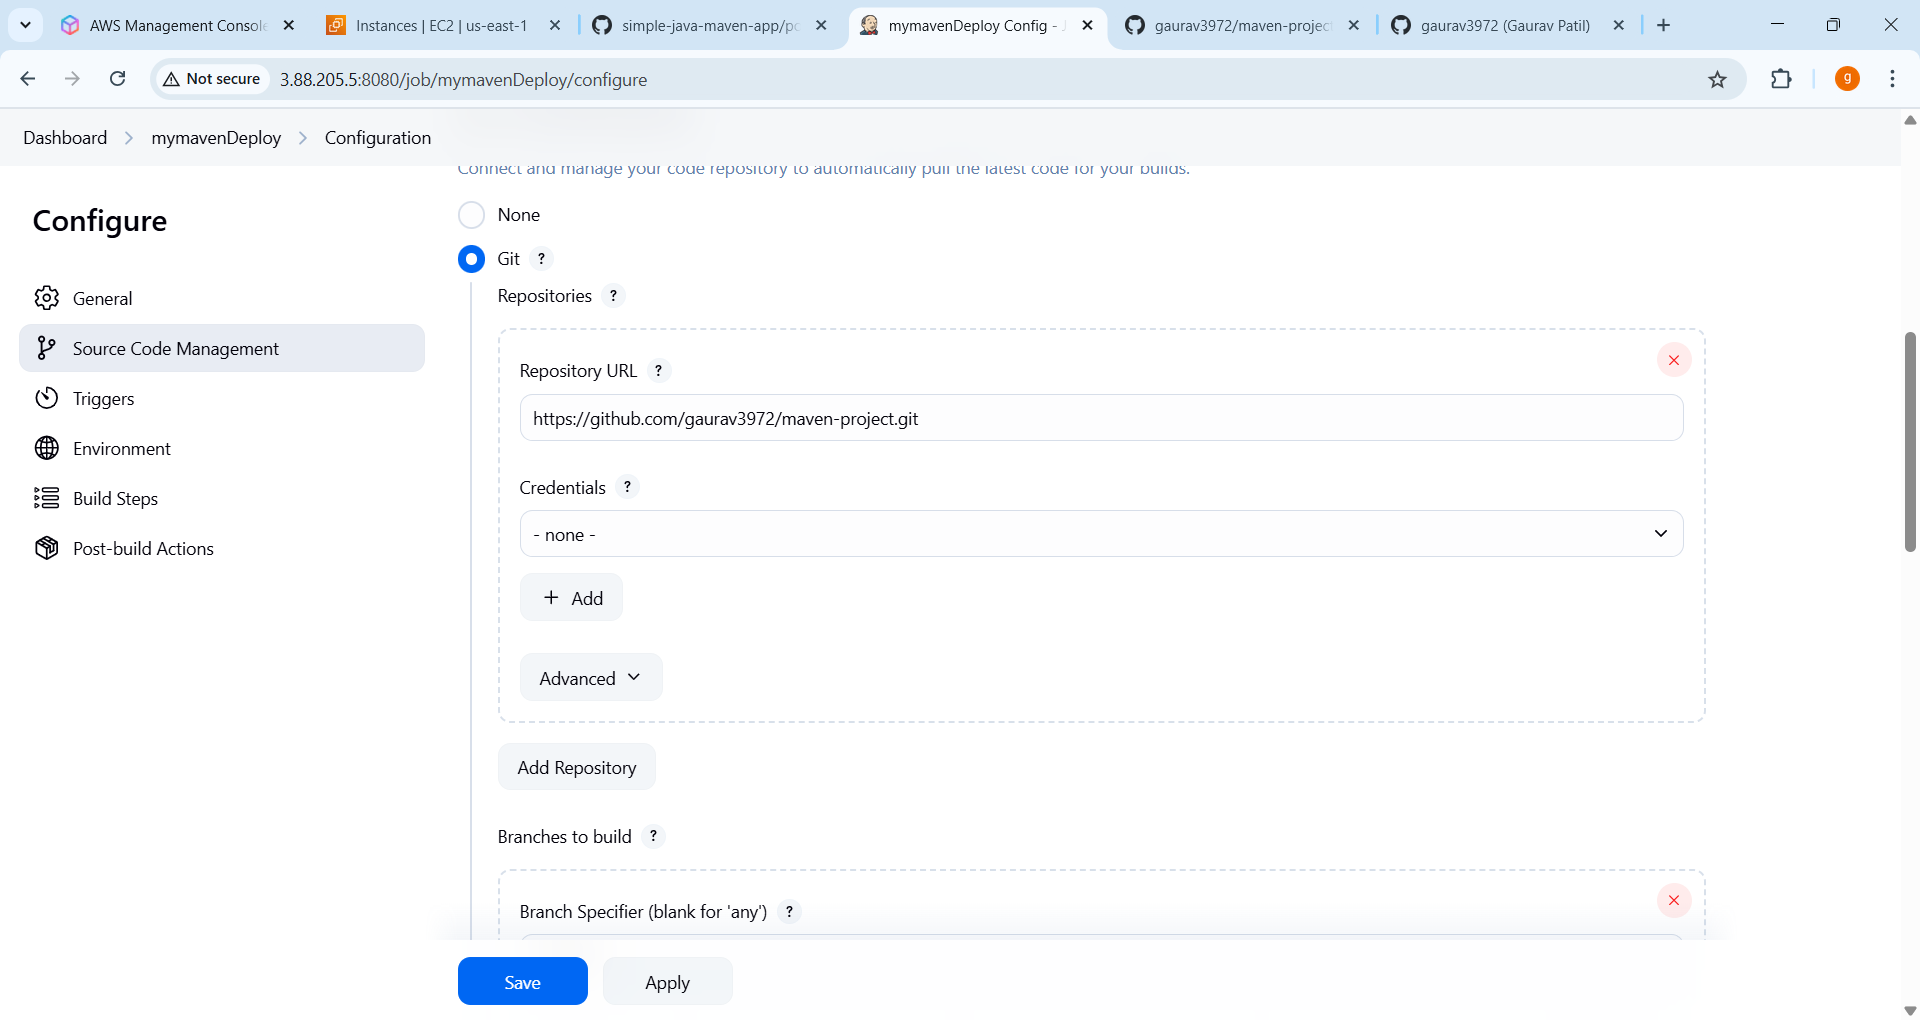 AWS Management Console
Instances | EC2 | us-east-1
simple-java-maven-app/po
mymavenDeploy Config - J
gaurav3972/maven-project
gaurav3972 (Gaurav Patil)
Not secure
3.88.205.5:8080/job/mymavenDeploy/configure
g
Dashboard
mymavenDeploy
Configuration
Connect and manage your code repository to automatically pull the latest code for your builds.
Configure
General
Source Code Management
Triggers
Environment
Build Steps
Post-build Actions
None
Git ?
Repositories ?
Repository URL ?
https://github.com/gaurav3972/maven-project.git
Credentials ?
- none -
+ Add
Advanced
Add Repository
Branches to build ?
Branch Specifier (blank for 'any') ?
Save
Apply